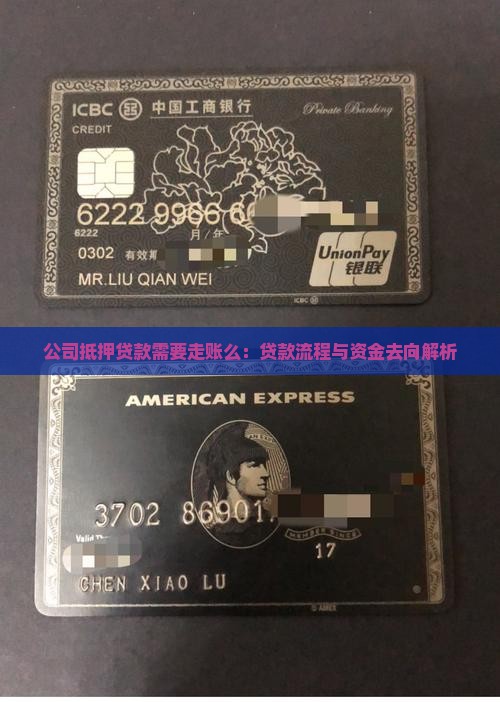 ICBC 中国工商银行
Private Banking
CREDIT
6222 9966 6
6222
月/年
0302 有效期
UnionPay
银联
MR.LIU QIAN WEI
ICBC
公司抵押贷款需要走账么：贷款流程与资金去向解析
AMERICAN EXPRESS
3702 86901
Valid Th
MEMBER SINCE
17
CHEN XIAO LU
© AMEX